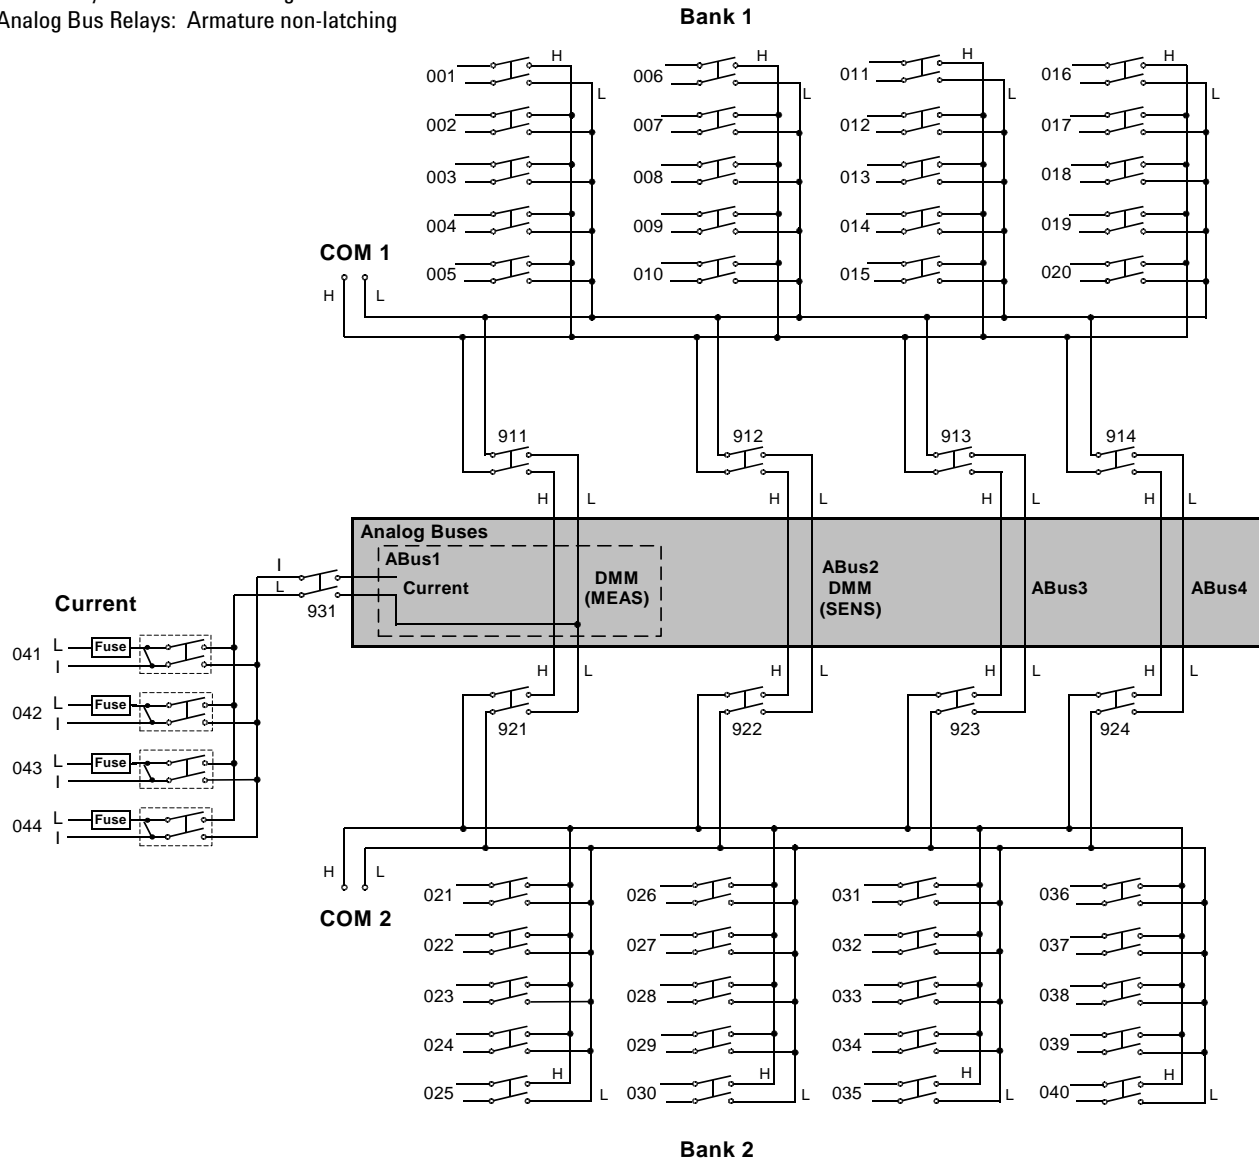 Analog Bus Relays: Armature non-latching
Bank 1
H H H H
001 006 011 016
L L L L
002 007 012 017
003 008 013 018
004 009 014 019
COM 1
005 010 015 020
H L
911 912 913 914
H L H L H L H L
Analog Buses
ABus1
Current
DMM
(MEAS)
ABus2
DMM
(SENS)
ABus3
ABus4
I
L
931
Current
041 L Fuse
I
042 L Fuse
I
043 L Fuse
I
044 L Fuse
I
H L H L H L H L
921 922 923 924
H L
COM 2
021 026 031 036
022 027 032 037
023 028 033 038
024 029 034 039
025 030 035 040
H H H H
L L L L
Bank 2